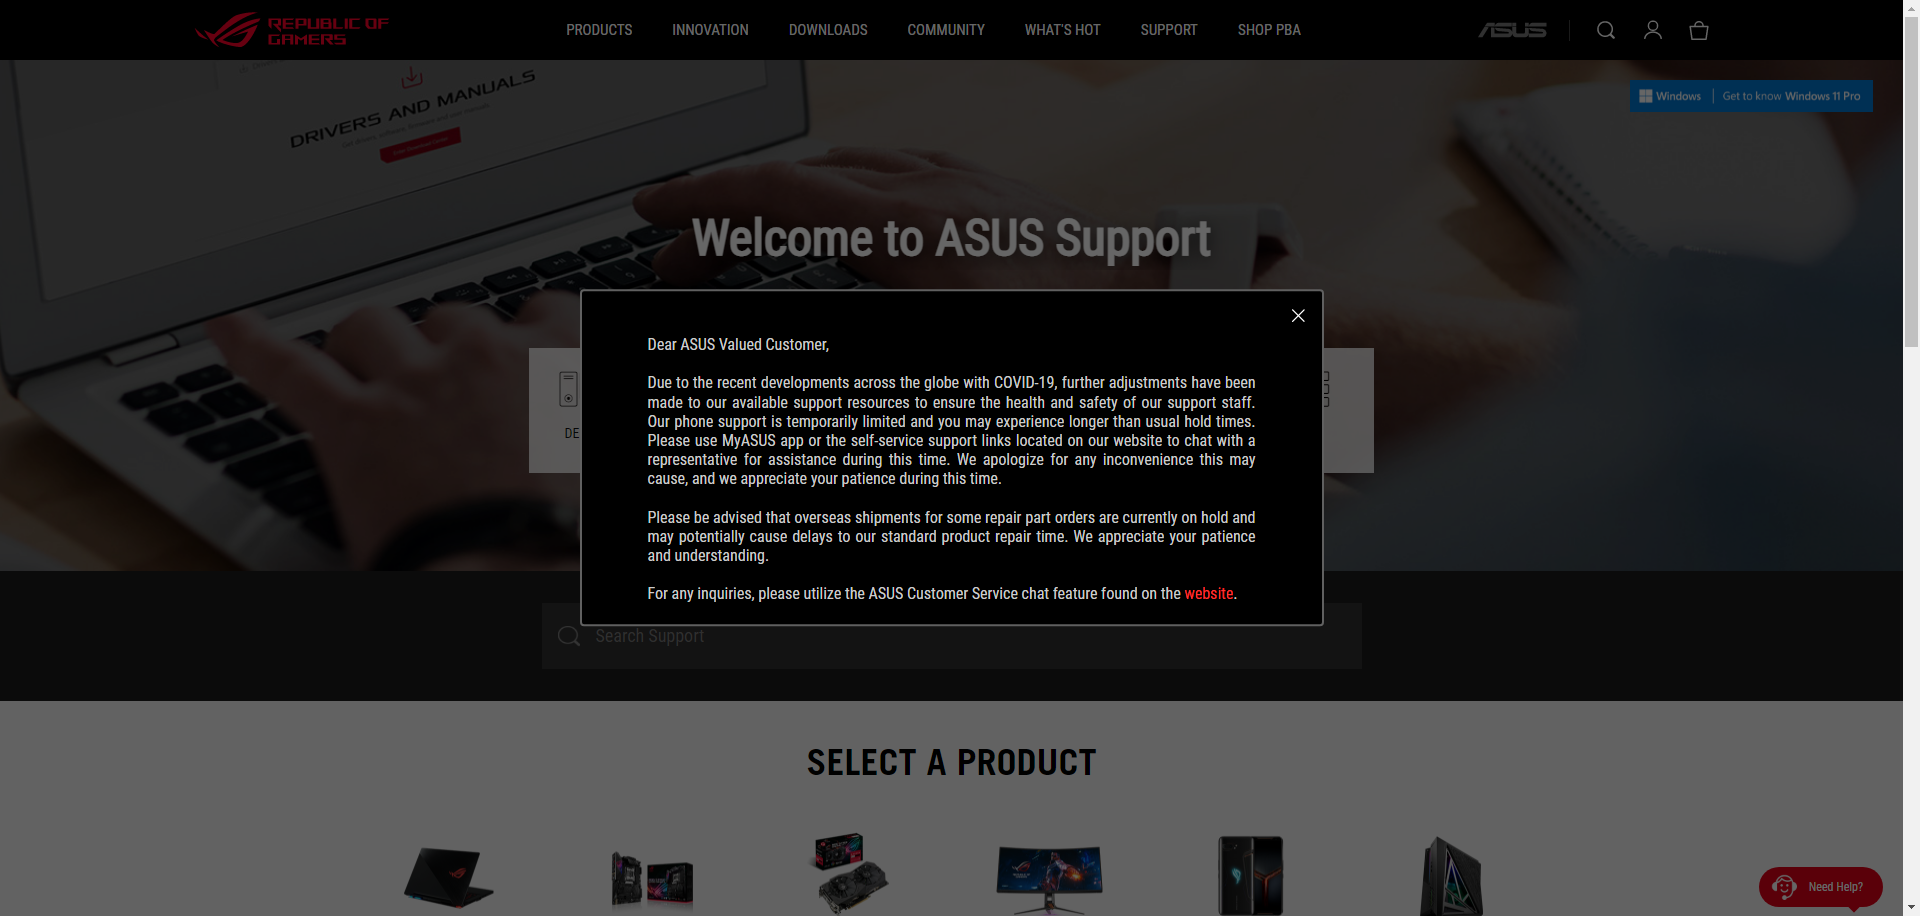 REPUBLIC OF
GAMERS
PRODUCTS INNOVATION DOWNLOADS COMMUNITY WHAT'S HOT SUPPORT SHOP PBA
ASUS
DRIVERS AND MANUALS
Windows | Get to know Windows 11 Pro
Welcome to ASUS Support
DE
Dear ASUS Valued Customer,
Due to the recent developments across the globe with COVID-19, further adjustments have been
made to our available support resources to ensure the health and safety of our support staff.
Our phone support is temporarily limited and you may experience longer than usual hold times.
Please use MyASUS app or the self-service support links located on our website to chat with a
representative for assistance during this time. We apologize for any inconvenience this may
cause, and we appreciate your patience during this time.
Please be advised that overseas shipments for some repair part orders are currently on hold and
may potentially cause delays to our standard product repair time. We appreciate your patience
and understanding.
For any inquiries, please utilize the ASUS Customer Service chat feature found on the website.
Search Support
SELECT A PRODUCT
Need Help?